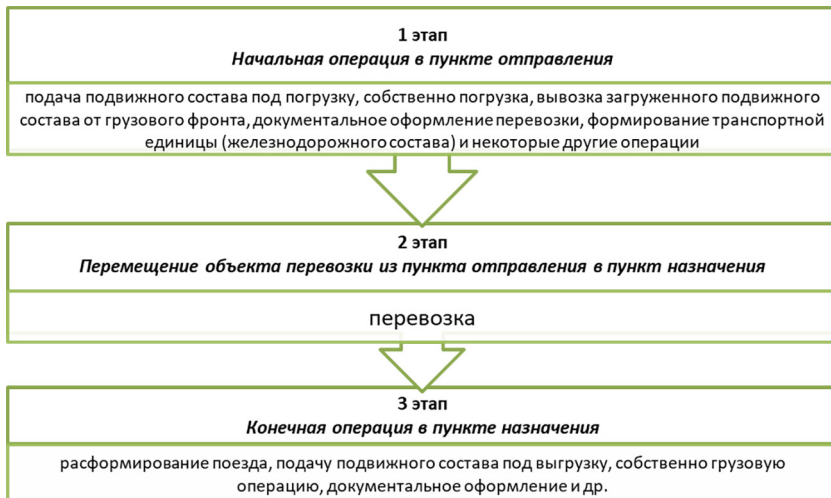 1 этап
Начальная операция в пункте отправления
подача подвижного состава под погрузку, собственно погрузка, вывозка загруженного подвижного
состава от грузового фронта, документальное оформление перевозки, формирование транспортной
единицы (железнодорожного состава) и некоторые другие операции
2 этап
Перемещение объекта перевозки из пункта отправления в пункт назначения
перевозка
3 этап
Конечная операция в пункте назначения
расформирование поезда, подачу подвижного состава под выгрузку, собственно грузовую
операцию, документальное оформление и др.